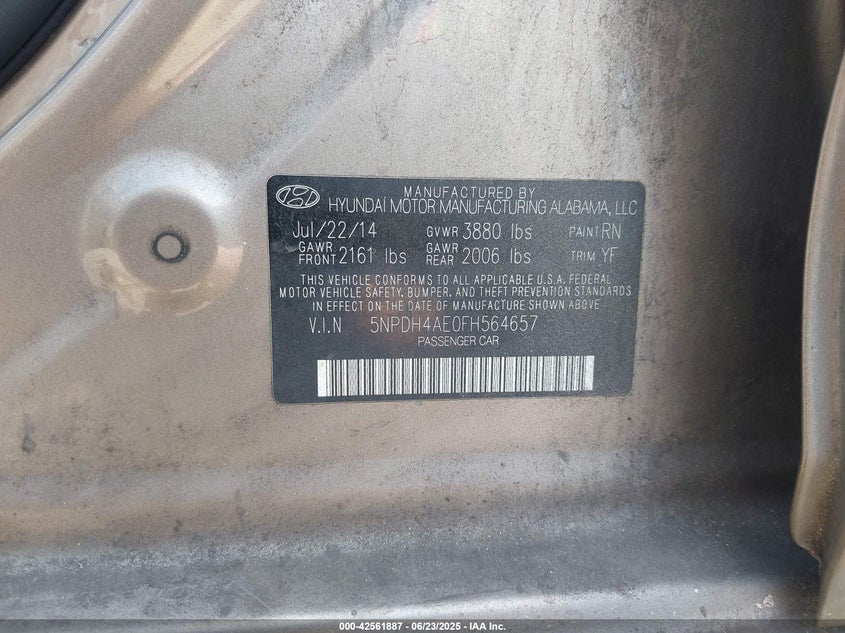 MANUFACTURED BY
HYUNDAI MOTOR MANUFACTURING ALABAMA, LLC
Jul/22/14 GVWR 3880 lbs PAINT RN
GAWR FRONT 2161 lbs GAWR REAR 2006 lbs TRIM YF
THIS VEHICLE CONFORMS TO ALL APPLICABLE U.S.A. FEDERAL
MOTOR VEHICLE SAFETY, BUMPER, AND THEFT PREVENTION STANDARDS
IN EFFECT ON THE DATE OF MANUFACTURE SHOWN ABOVE.
V.I.N 5NPDH4AE0FH564657
PASSENGER CAR
000-42561887 - 06/23/2025 - IAA Inc.